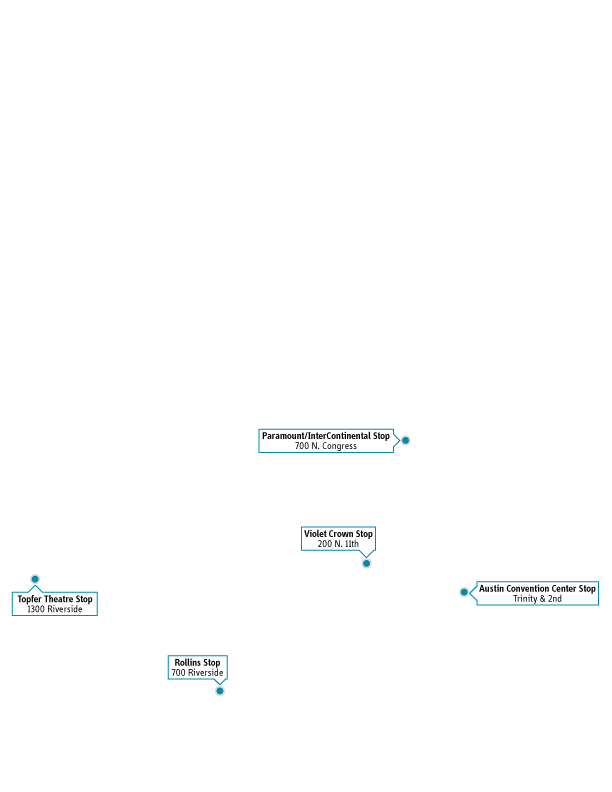 Paramount/InterContinental Stop
700 N. Congress
Violet Crown Stop
200 N. 11th
Austin Convention Center Stop
Trinity & 2nd
Topfer Theatre Stop
1300 Riverside
Rollins Stop
700 Riverside